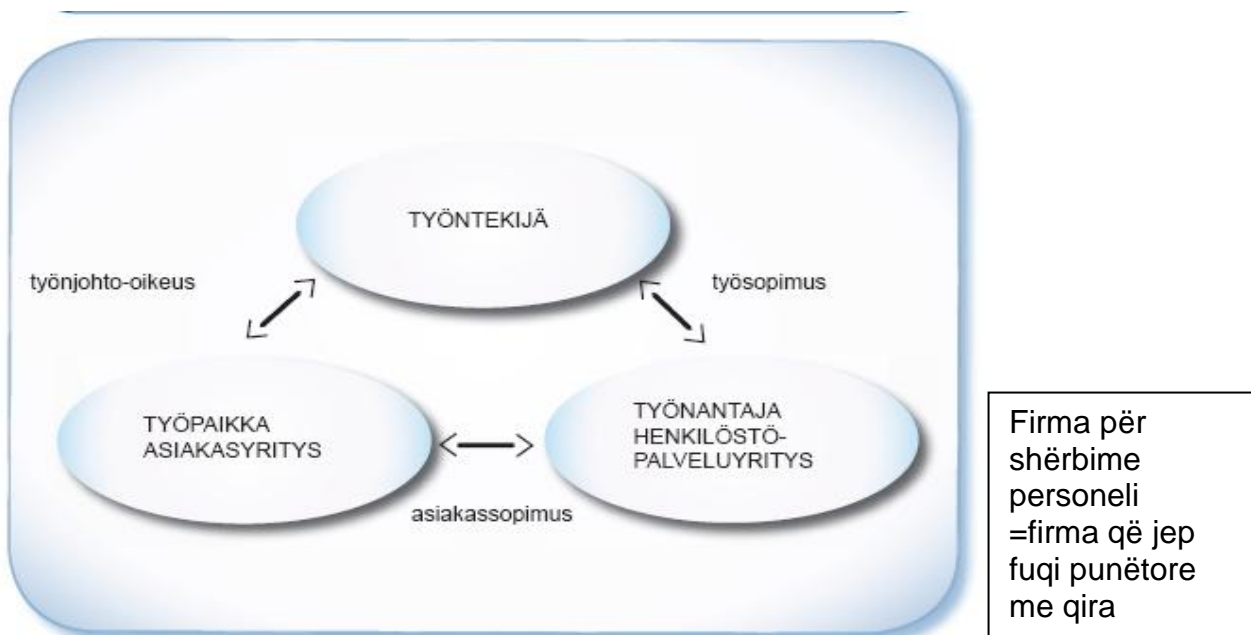 TYÖNTEKIJÄ
työnjohto-oikeus
työsopimus
TYÖPAIKKA
ASIAKASYRITYS
TYÖNANTAJA
HENKILÖSTÖ-
PALVELUYRITYS
asiakassopimus
Firma për
shërbime
personeli
=firma që jep
fuqi punëtore
me qira